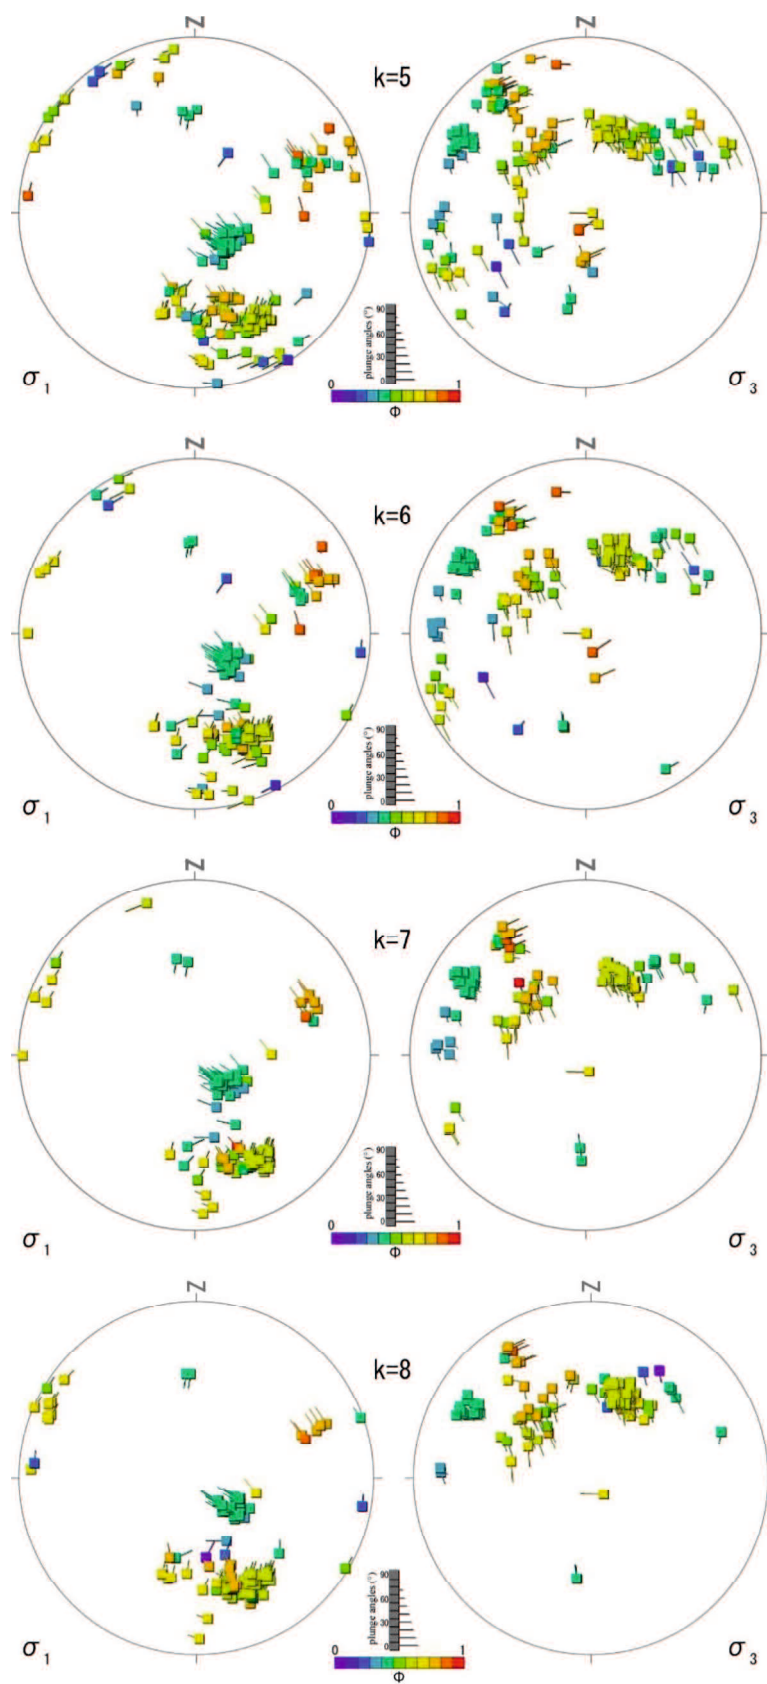 N N
k=5
plunge angles (°)
90
60
30
0
0 1
Φ
σ1 σ3
N N
k=6
plunge angles (°)
90
60
30
0
0 1
Φ
σ1 σ3
N N
k=7
plunge angles (°)
90
60
30
0
0 1
Φ
σ1 σ3
N N
k=8
plunge angles (°)
90
60
30
0
0 1
Φ
σ1 σ3